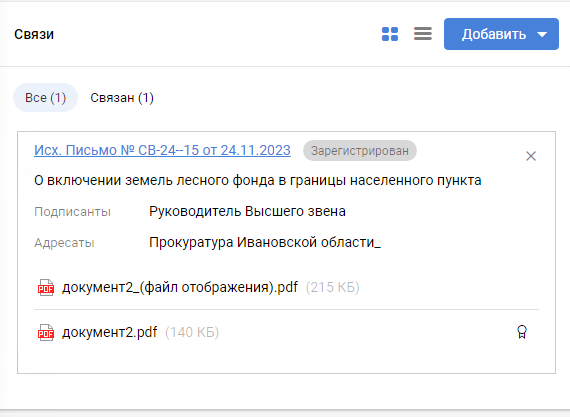 Связи
Добавить
Все (1) Связан (1)
Исх. Письмо № СВ-24--15 от 24.11.2023 Зарегистрирован
О включении земель лесного фонда в границы населенного пункта
Подписанты Руководитель Высшего звена
Адресаты Прокуратура Ивановской области_
PDF документ2_(файл отображения).pdf (215 КБ)
PDF документ2.pdf (140 КБ)